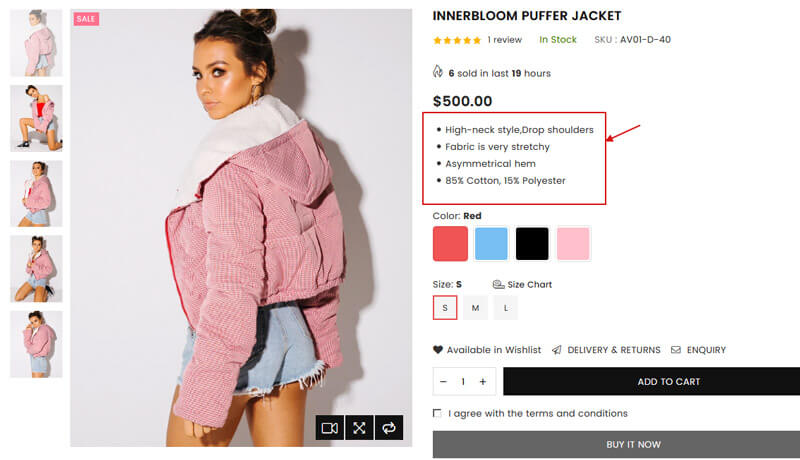 SALE
INNERBLOOM PUFFER JACKET
1 review In Stock SKU : AV01-D-40
6 sold in last 19 hours
$500.00
High-neck style,Drop shoulders
Fabric is very stretchy
Asymmetrical hem
85% Cotton, 15% Polyester
Color: Red
Size: S Size Chart
S M L
Available in Wishlist DELIVERY & RETURNS ENQUIRY
− 1 + ADD TO CART
I agree with the terms and conditions
BUY IT NOW